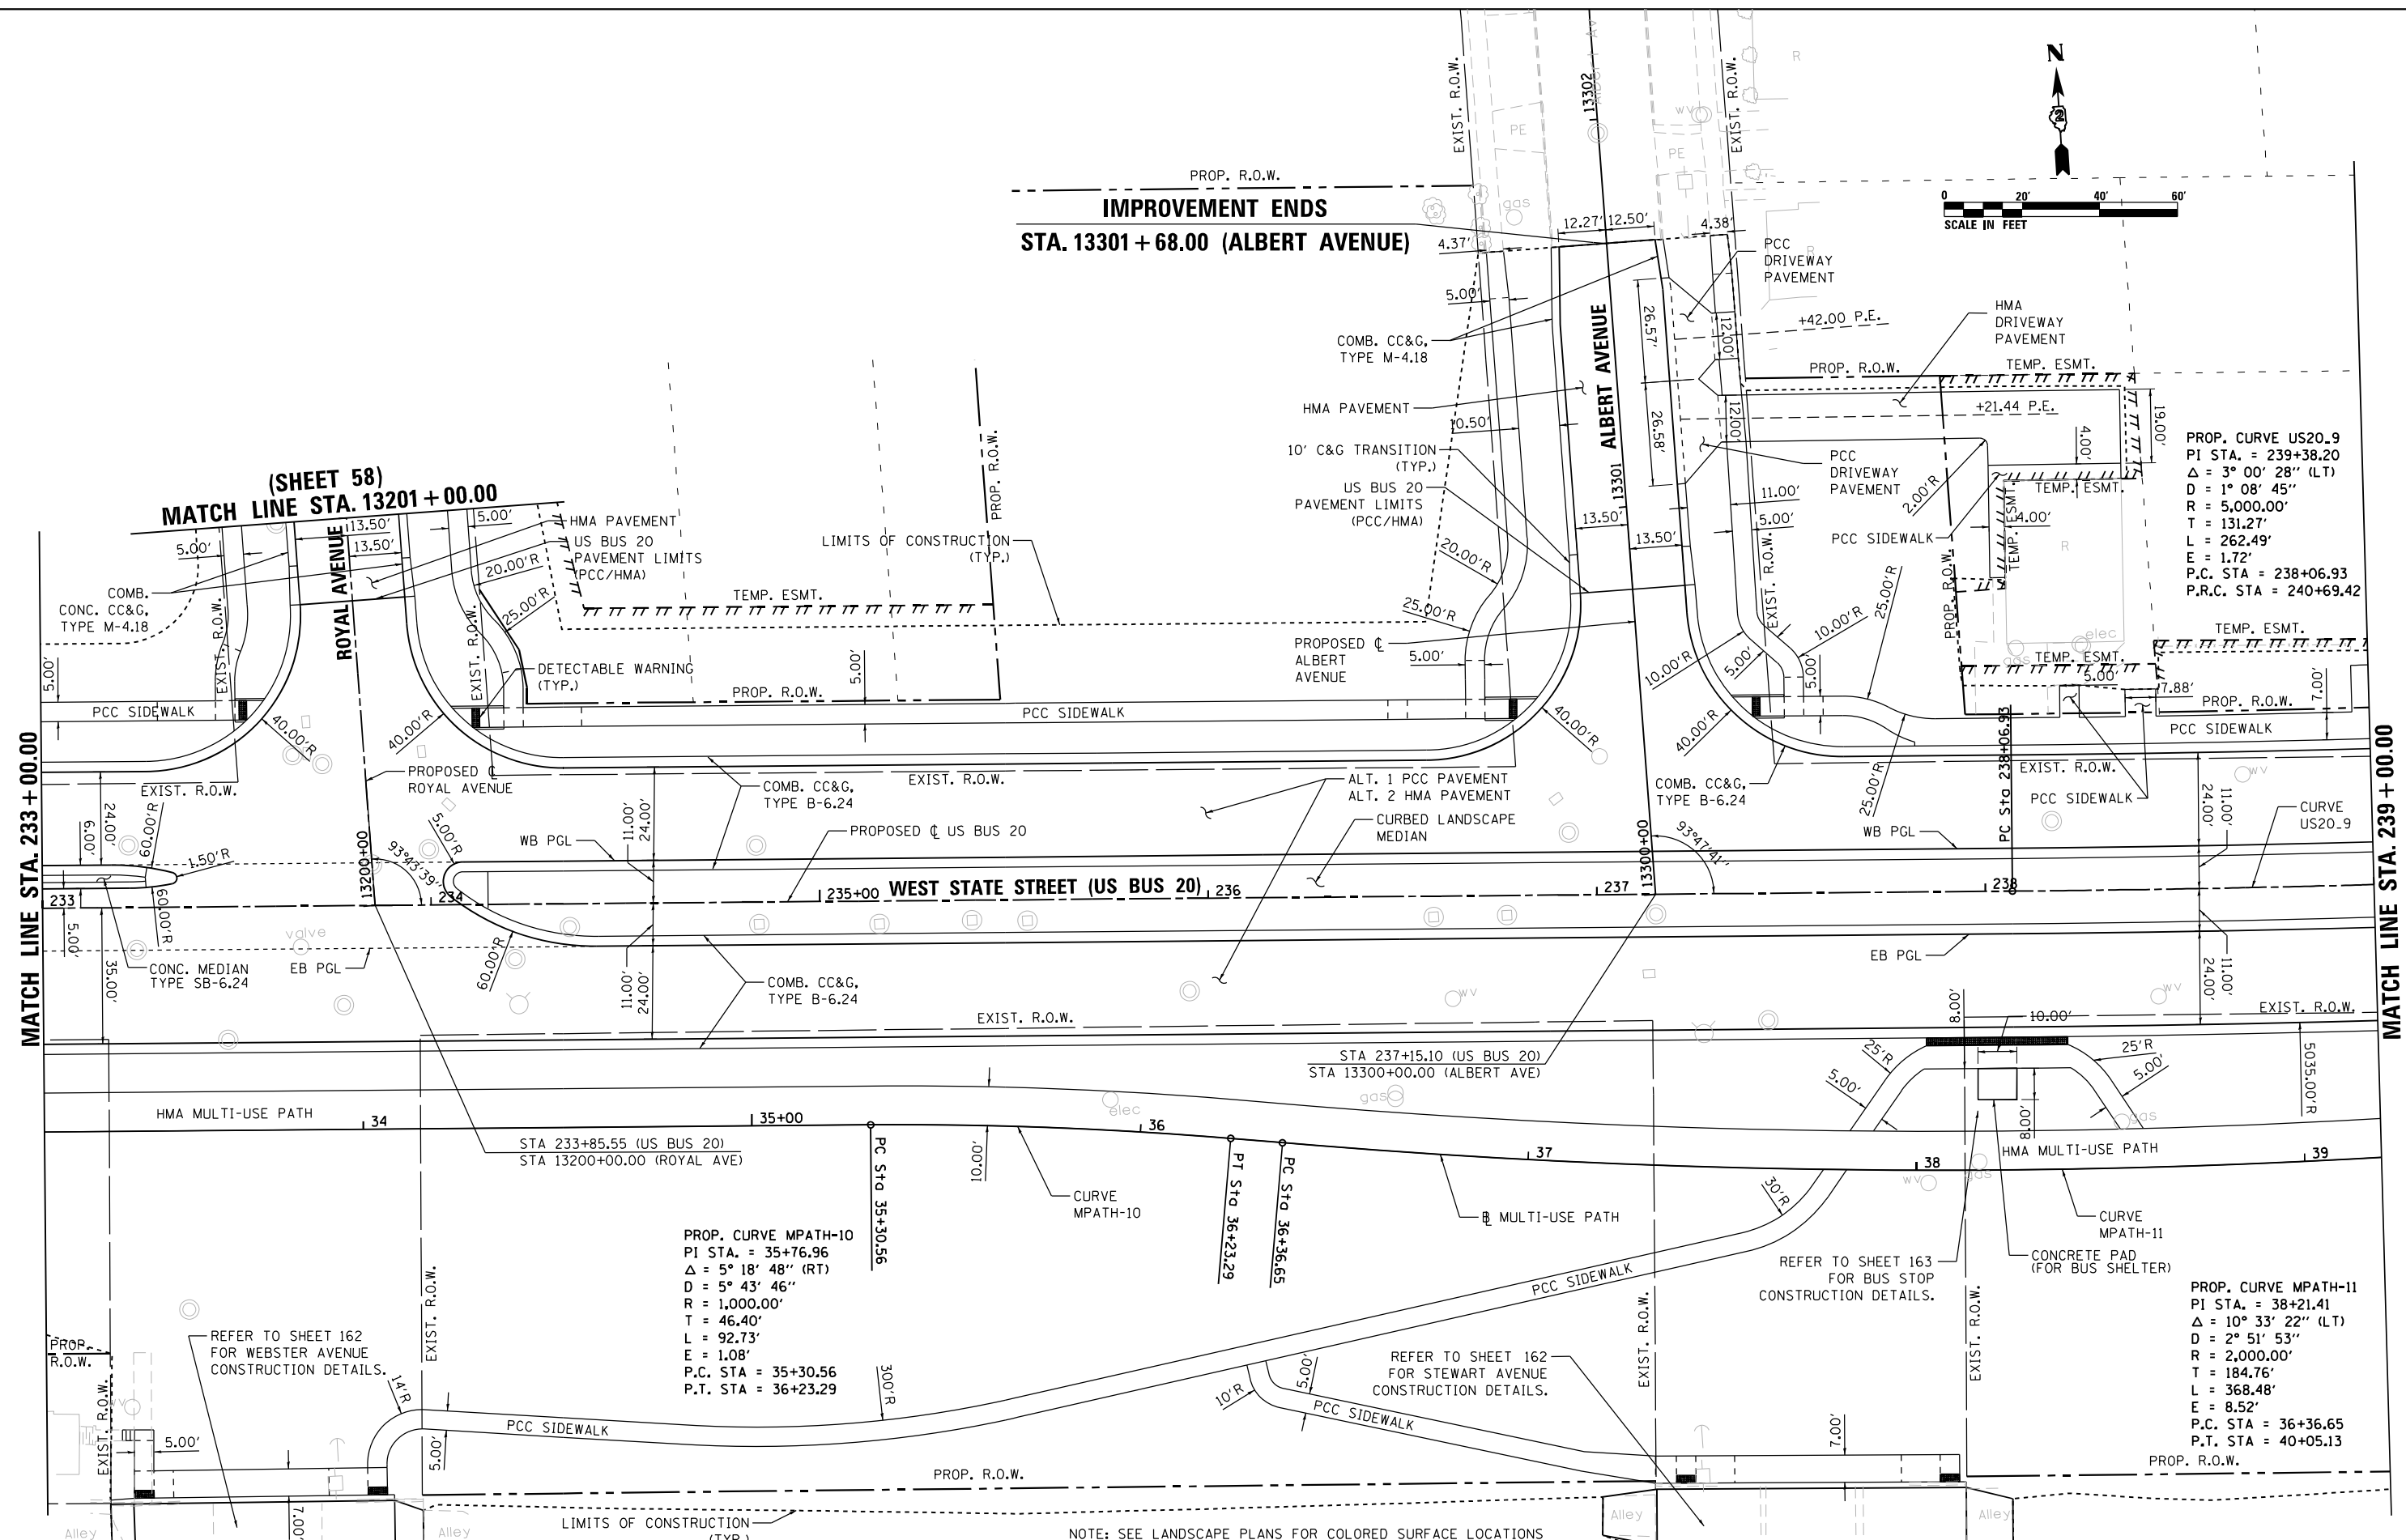 N
0 20' 40' 60'
SCALE IN FEET
PROP. R.O.W.
IMPROVEMENT ENDS
STA. 13301+68.00 (ALBERT AVENUE)
EXIST. R.O.W.
EXIST. R.O.W.
13302
PE
PE
wv
R
gas
12.27' 12.50'
4.38'
4.37'
PCC
DRIVEWAY
PAVEMENT
R
5.00'
26.57'
12.00'
+42.00 P.E.
HMA
DRIVEWAY
PAVEMENT
COMB. CC&G,
TYPE M-4.18
ALBERT AVENUE
PROP. R.O.W.
TEMP. ESMT.
HMA PAVEMENT
+21.44 P.E.
10.50'
26.58'
12.00'
19.00'
4.00'
10' C&G TRANSITION
(TYP.)
PCC
DRIVEWAY
PAVEMENT
2.00'R
TEMP. ESMT.
US BUS 20
PAVEMENT LIMITS
(PCC/HMA)
13301
11.00'
5.00'
4.00'
TEMP. ESMT.
13.50'
13.50'
PCC SIDEWALK
R
PROP. CURVE US20_9
PI STA. = 239+38.20
Δ = 3° 00' 28" (LT)
D = 1° 08' 45"
R = 5,000.00'
T = 131.27'
L = 262.49'
E = 1.72'
P.C. STA = 238+06.93
P.R.C. STA = 240+69.42
(SHEET 58)
MATCH LINE STA. 13201+00.00
PROP. R.O.W.
5.00'
13.50'
13.50'
5.00'
ROYAL AVENUE
HMA PAVEMENT
US BUS 20
PAVEMENT LIMITS
(PCC/HMA)
LIMITS OF CONSTRUCTION
(TYP.)
20.00'R
25.00'R
TEMP. ESMT.
COMB.
CONC. CC&G,
TYPE M-4.18
EXIST. R.O.W.
EXIST. R.O.W.
20.00'R
25.00'R
EXIST. R.O.W.
10.00'R
25.00'R
PROP. R.O.W.
elec
gas
TEMP. ESMT.
TEMP. ESMT.
DETECTABLE WARNING
(TYP.)
PROPOSED ℄
ALBERT
AVENUE
5.00'
10.00'R
5.00'
5.00'
5.00'
7.88'
7.00'
5.00'
PCC SIDEWALK
PROP. R.O.W.
5.00'
PCC SIDEWALK
PROP. R.O.W.
PCC SIDEWALK
40.00'R
40.00'R
40.00'R
40.00'R
MATCH LINE STA. 233+00.00
MATCH LINE STA. 239+00.00
PROPOSED ℄
ROYAL AVENUE
EXIST. R.O.W.
EXIST. R.O.W.
EXIST. R.O.W.
wv
24.00'
6.00'
60.00'R
1.50'R
5.00'R
11.00'
24.00'
COMB. CC&G,
TYPE B-6.24
ALT. 1 PCC PAVEMENT
ALT. 2 HMA PAVEMENT
CURBED LANDSCAPE
MEDIAN
COMB. CC&G,
TYPE B-6.24
25.00'R
PC Sta 238+06.93
PCC SIDEWALK
24.00'
11.00'
CURVE
US20_9
WB PGL
PROPOSED ℄ US BUS 20
WB PGL
13200+00
93°43'39"
13300+00
93°47'41"
233
234
235+00
WEST STATE STREET (US BUS 20)
236
237
238
5.00'
60.00'R
valve
CONC. MEDIAN
TYPE SB-6.24
35.00'
EB PGL
60.00'R
11.00'
24.00'
COMB. CC&G,
TYPE B-6.24
wv
EB PGL
11.00'
24.00'
wv
EXIST. R.O.W.
EXIST. R.O.W.
8.00'
10.00'
STA 237+15.10 (US BUS 20)
STA 13300+00.00 (ALBERT AVE)
25'R
5.00'
25'R
5.00'
5035.00'R
HMA MULTI-USE PATH
34
35+00
elec
36
gas
37
8.00'
gas
HMA MULTI-USE PATH
38
gas
wv
39
STA 233+85.55 (US BUS 20)
STA 13200+00.00 (ROYAL AVE)
PC Sta 35+30.56
10.00'
CURVE
MPATH-10
PT Sta 36+23.29
PC Sta 36+36.65
℄ MULTI-USE PATH
30'R
CURVE
MPATH-11
CONCRETE PAD
(FOR BUS SHELTER)
REFER TO SHEET 163
FOR BUS STOP
CONSTRUCTION DETAILS.
PCC SIDEWALK
PROP. CURVE MPATH-10
PI STA. = 35+76.96
Δ = 5° 18' 48" (RT)
D = 5° 43' 46"
R = 1,000.00'
T = 46.40'
L = 92.73'
E = 1.08'
P.C. STA = 35+30.56
P.T. STA = 36+23.29
PROP. CURVE MPATH-11
PI STA. = 38+21.41
Δ = 10° 33' 22" (LT)
D = 2° 51' 53"
R = 2,000.00'
T = 184.76'
L = 368.48'
E = 8.52'
P.C. STA = 36+36.65
P.T. STA = 40+05.13
PROP.
R.O.W.
REFER TO SHEET 162
FOR WEBSTER AVENUE
CONSTRUCTION DETAILS.
EXIST. R.O.W.
EXIST. R.O.W.
EXIST. R.O.W.
EXIST. R.O.W.
wv
14'R
300'R
PCC SIDEWALK
5.00'
5.00'
10'R
5.00'
PCC SIDEWALK
REFER TO SHEET 162
FOR STEWART AVENUE
CONSTRUCTION DETAILS.
7.00'
PROP. R.O.W.
PROP. R.O.W.
7.00'
Alley
Alley
LIMITS OF CONSTRUCTION
(TYP.)
Alley
Alley
NOTE: SEE LANDSCAPE PLANS FOR COLORED SURFACE LOCATIONS